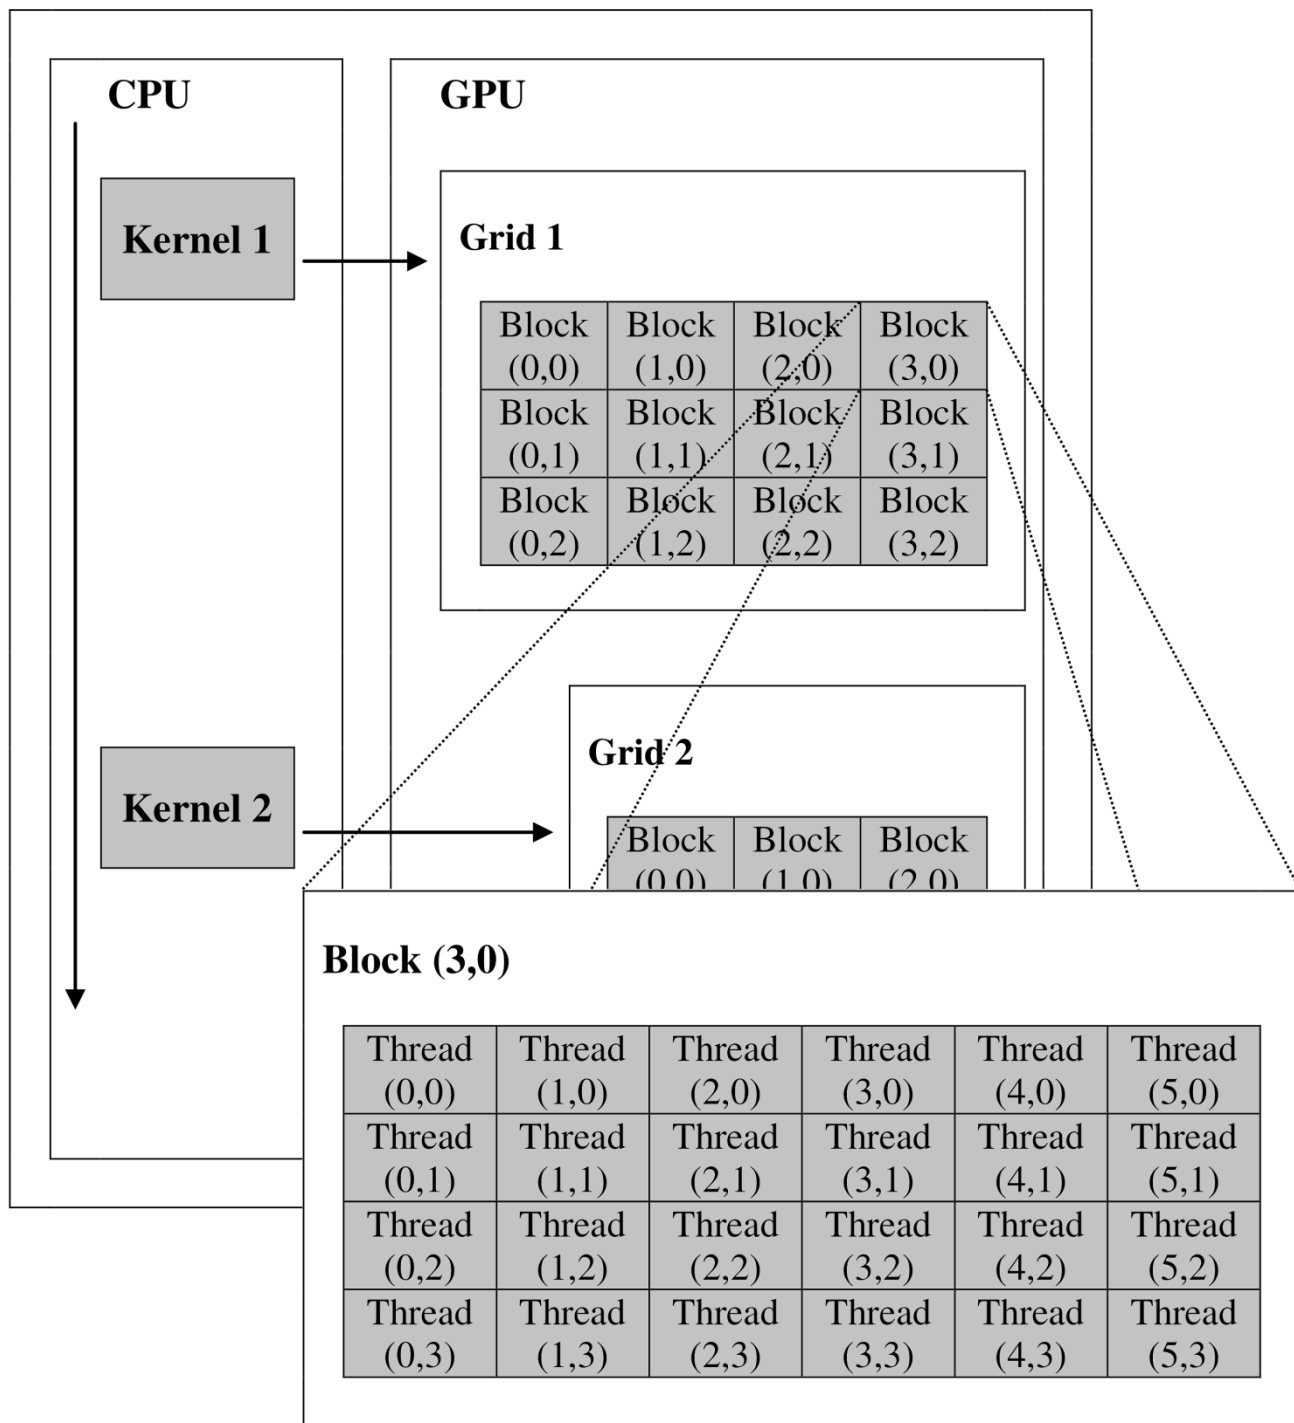 CPU
GPU
Kernel 1
Grid 1
Block Block Block Block
(0,0) (1,0) (2,0) (3,0)
Block Block Block Block
(0,1) (1,1) (2,1) (3,1)
Block Block Block Block
(0,2) (1,2) (2,2) (3,2)
Kernel 2
Grid 2
Block Block Block
(0,0) (1,0) (2,0)
Block (3,0)
Thread Thread Thread Thread Thread Thread
(0,0) (1,0) (2,0) (3,0) (4,0) (5,0)
Thread Thread Thread Thread Thread Thread
(0,1) (1,1) (2,1) (3,1) (4,1) (5,1)
Thread Thread Thread Thread Thread Thread
(0,2) (1,2) (2,2) (3,2) (4,2) (5,2)
Thread Thread Thread Thread Thread Thread
(0,3) (1,3) (2,3) (3,3) (4,3) (5,3)